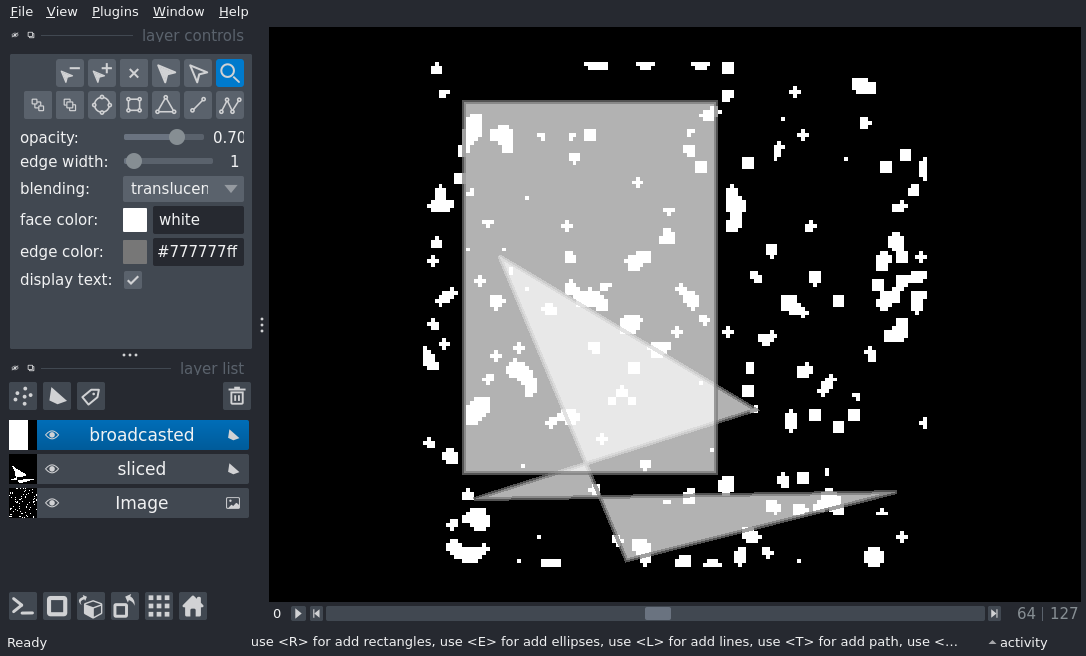 File View Plugins Window Help
layer controls
opacity: 0.70
edge width: 1
blending: translucen
face color: white
edge color: #777777ff
display text:
layer list
broadcasted
sliced
Image
0 64 | 127
Ready use <R> for add rectangles, use <E> for add ellipses, use <L> for add lines, use <T> for add path, use <... activity